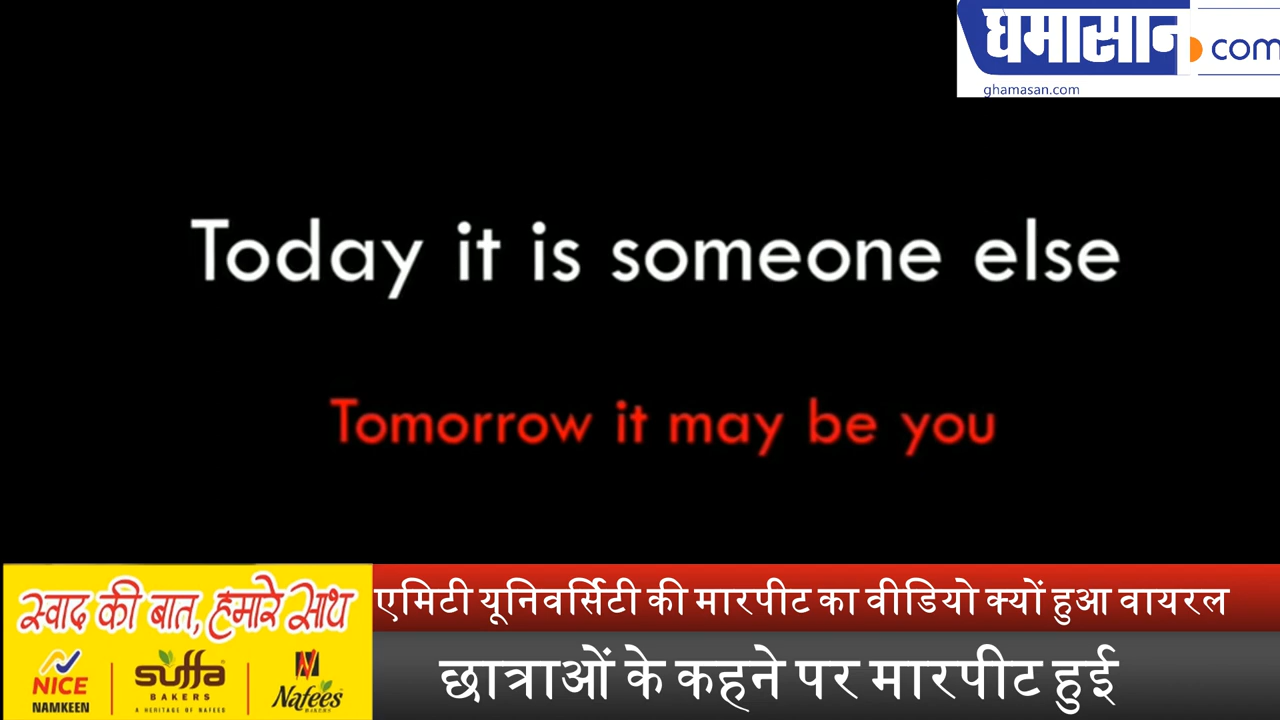 घमासान.com
ghamasan.com
Today it is someone else
Tomorrow it may be you
एमिटी यूनिवर्सिटी की मारपीट का वीडियो क्यों हुआ वायरल
छात्राओं के कहने पर मारपीट हुई
स्वाद की बात, हमारे साथ
NICE
NAMKEEN
suffa
BAKERS
A HERITAGE OF NAFEES
Nafees
BAKERY